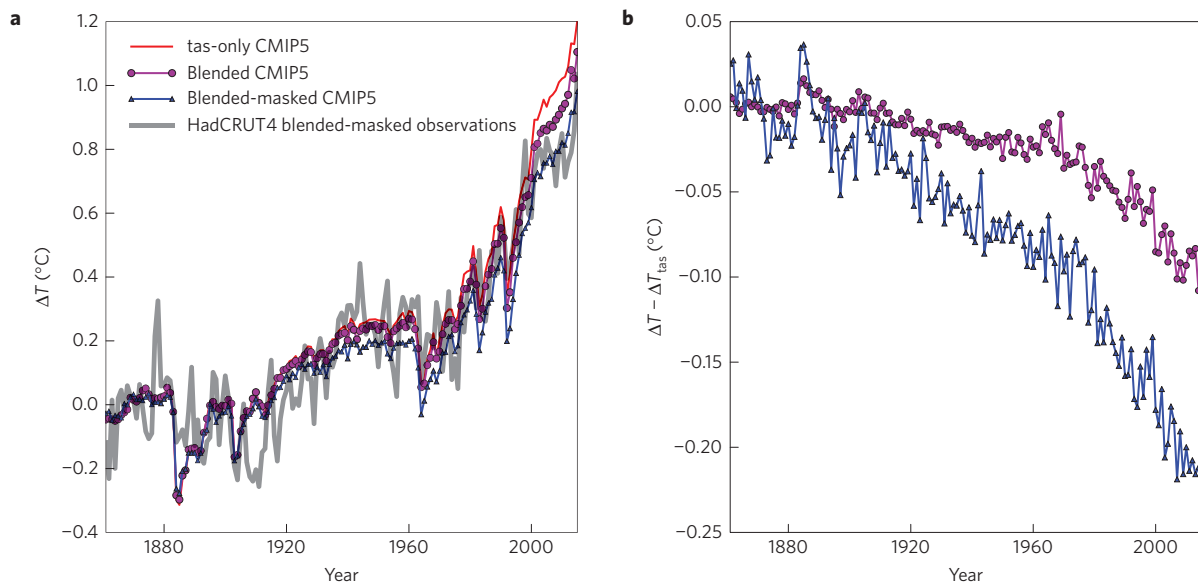 a
1.2
1.0
0.8
0.6
0.4
0.2
0.0
−0.2
−0.4
ΔT (°C)
tas-only CMIP5
Blended CMIP5
Blended-masked CMIP5
HadCRUT4 blended-masked observations
1880
1920
1960
2000
Year
b
0.05
0.00
−0.05
−0.10
−0.15
−0.20
−0.25
ΔT − ΔTtas (°C)
1880
1920
1960
2000
Year